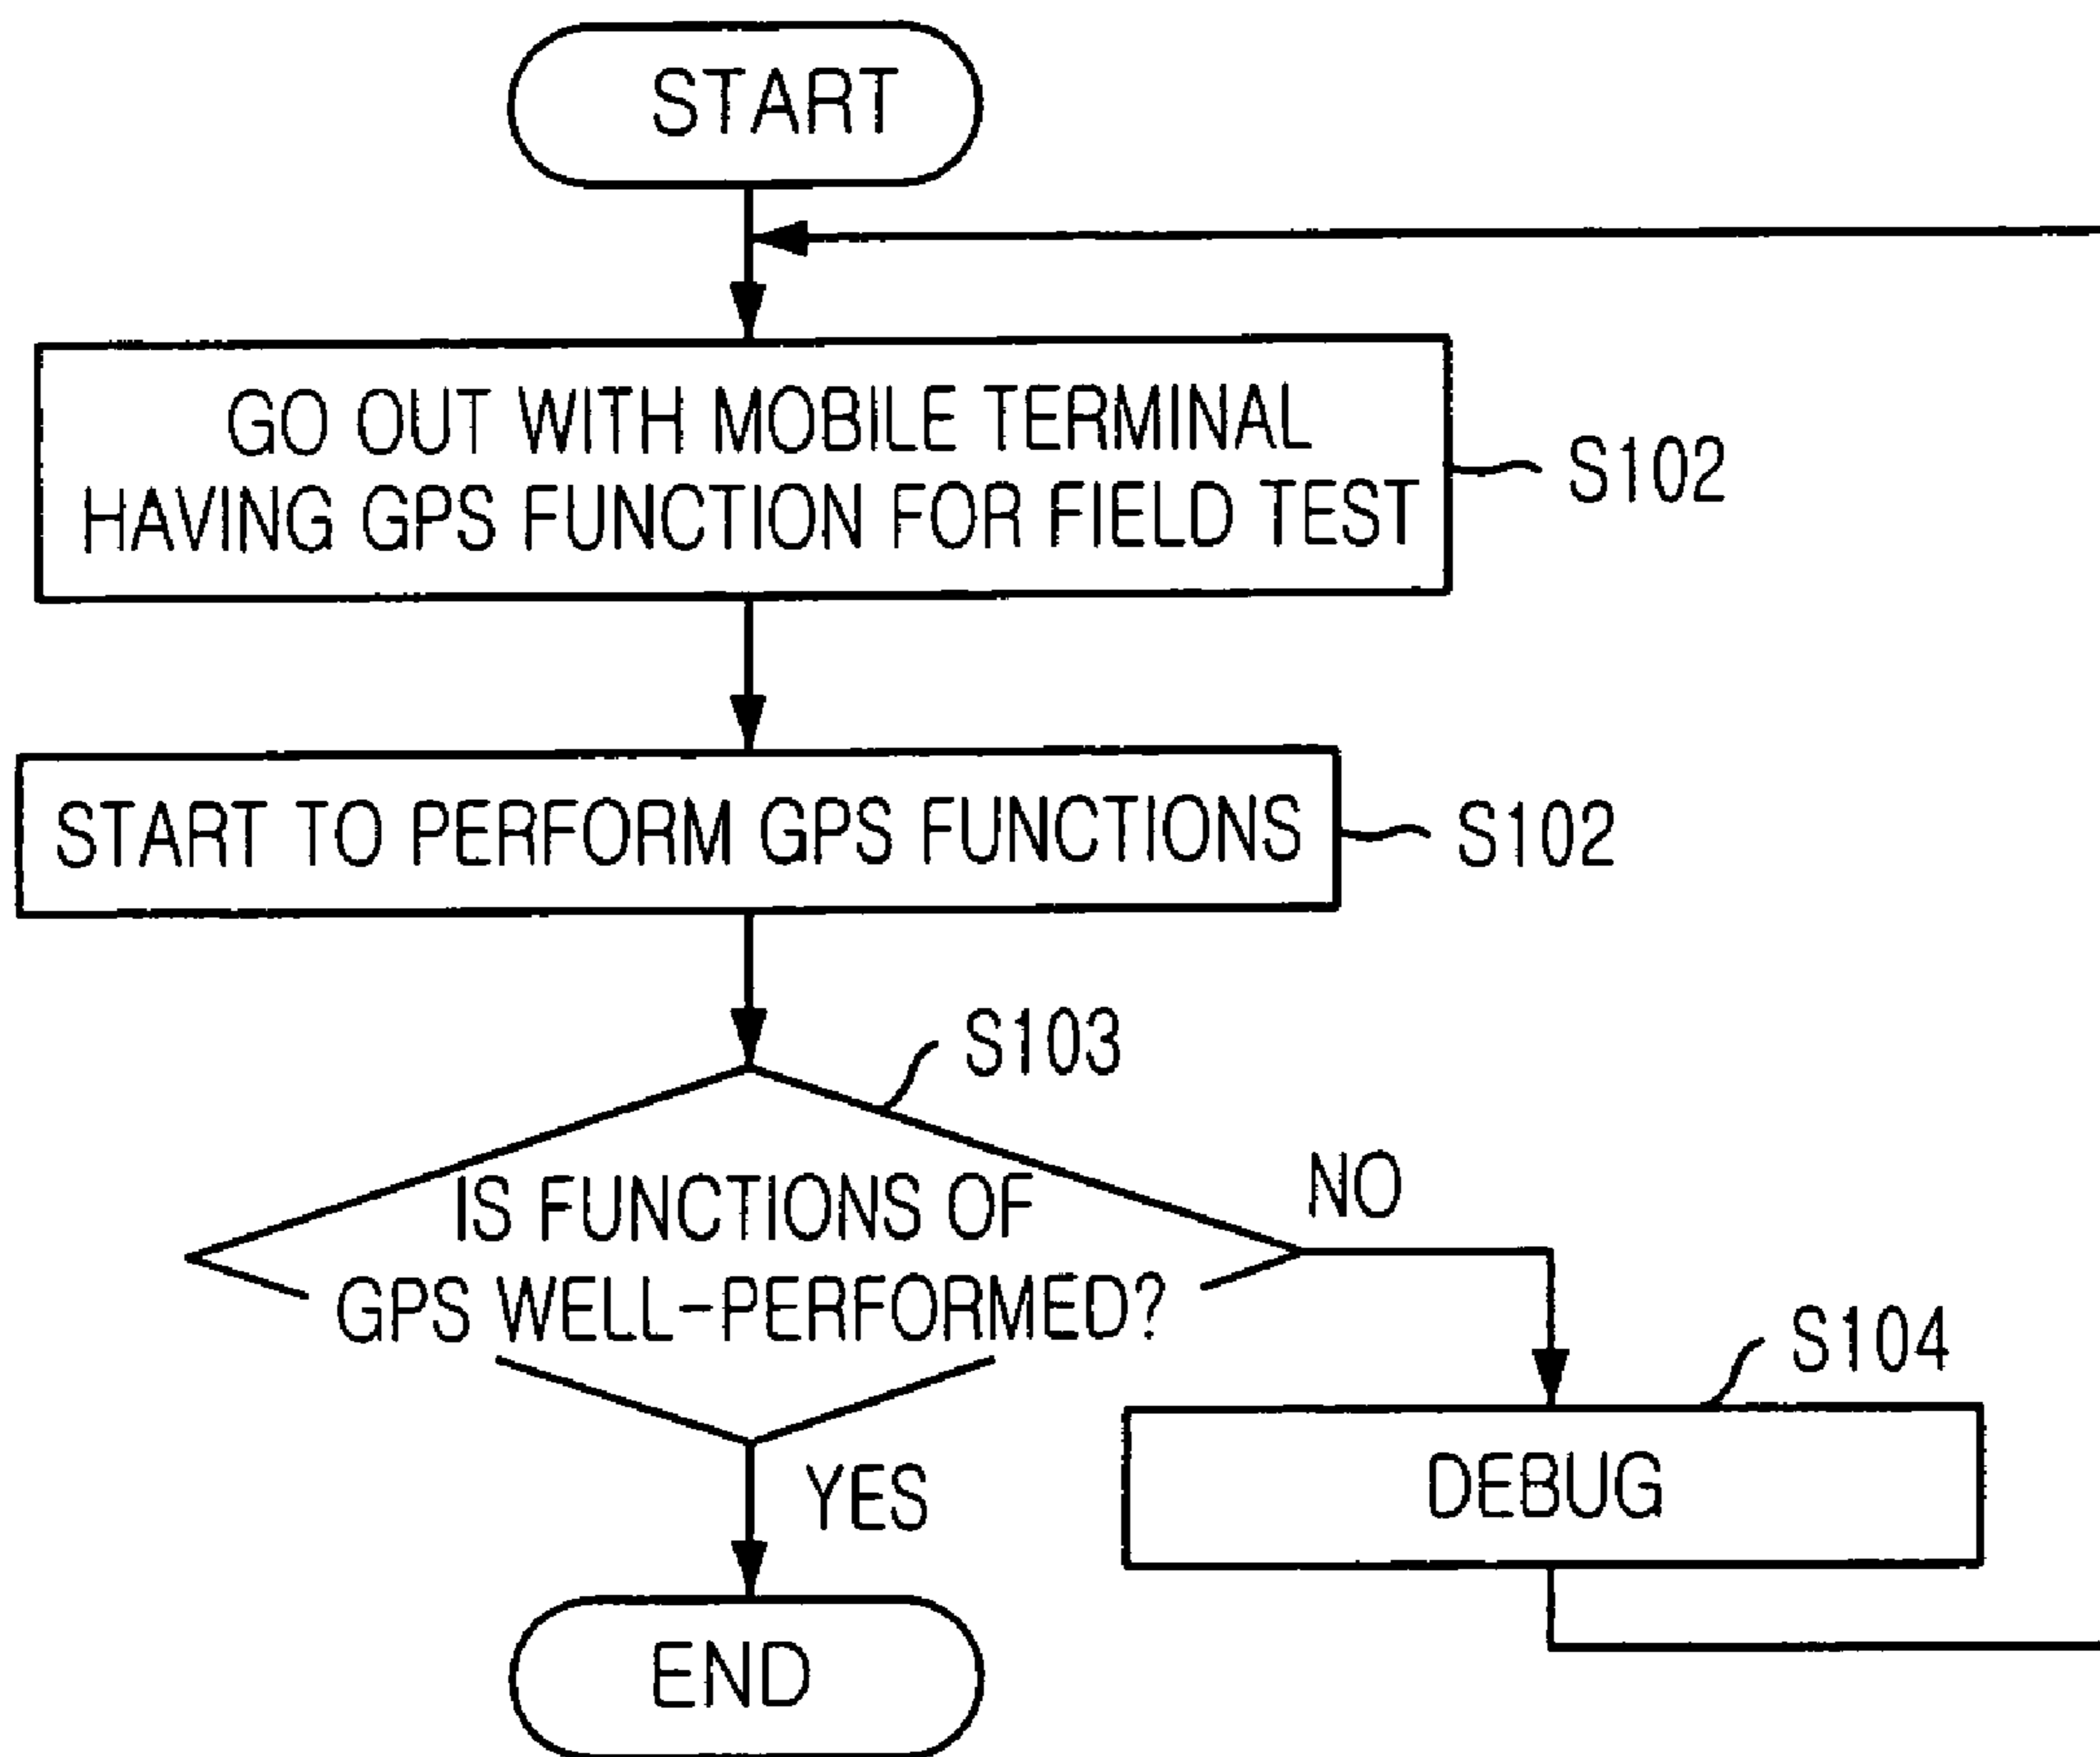 START
GO OUT WITH MOBILE TERMINAL
HAVING GPS FUNCTION FOR FIELD TEST
S102
START TO PERFORM GPS FUNCTIONS
S102
S103
IS FUNCTIONS OF
GPS WELL-PERFORMED?
NO
S104
DEBUG
YES
END